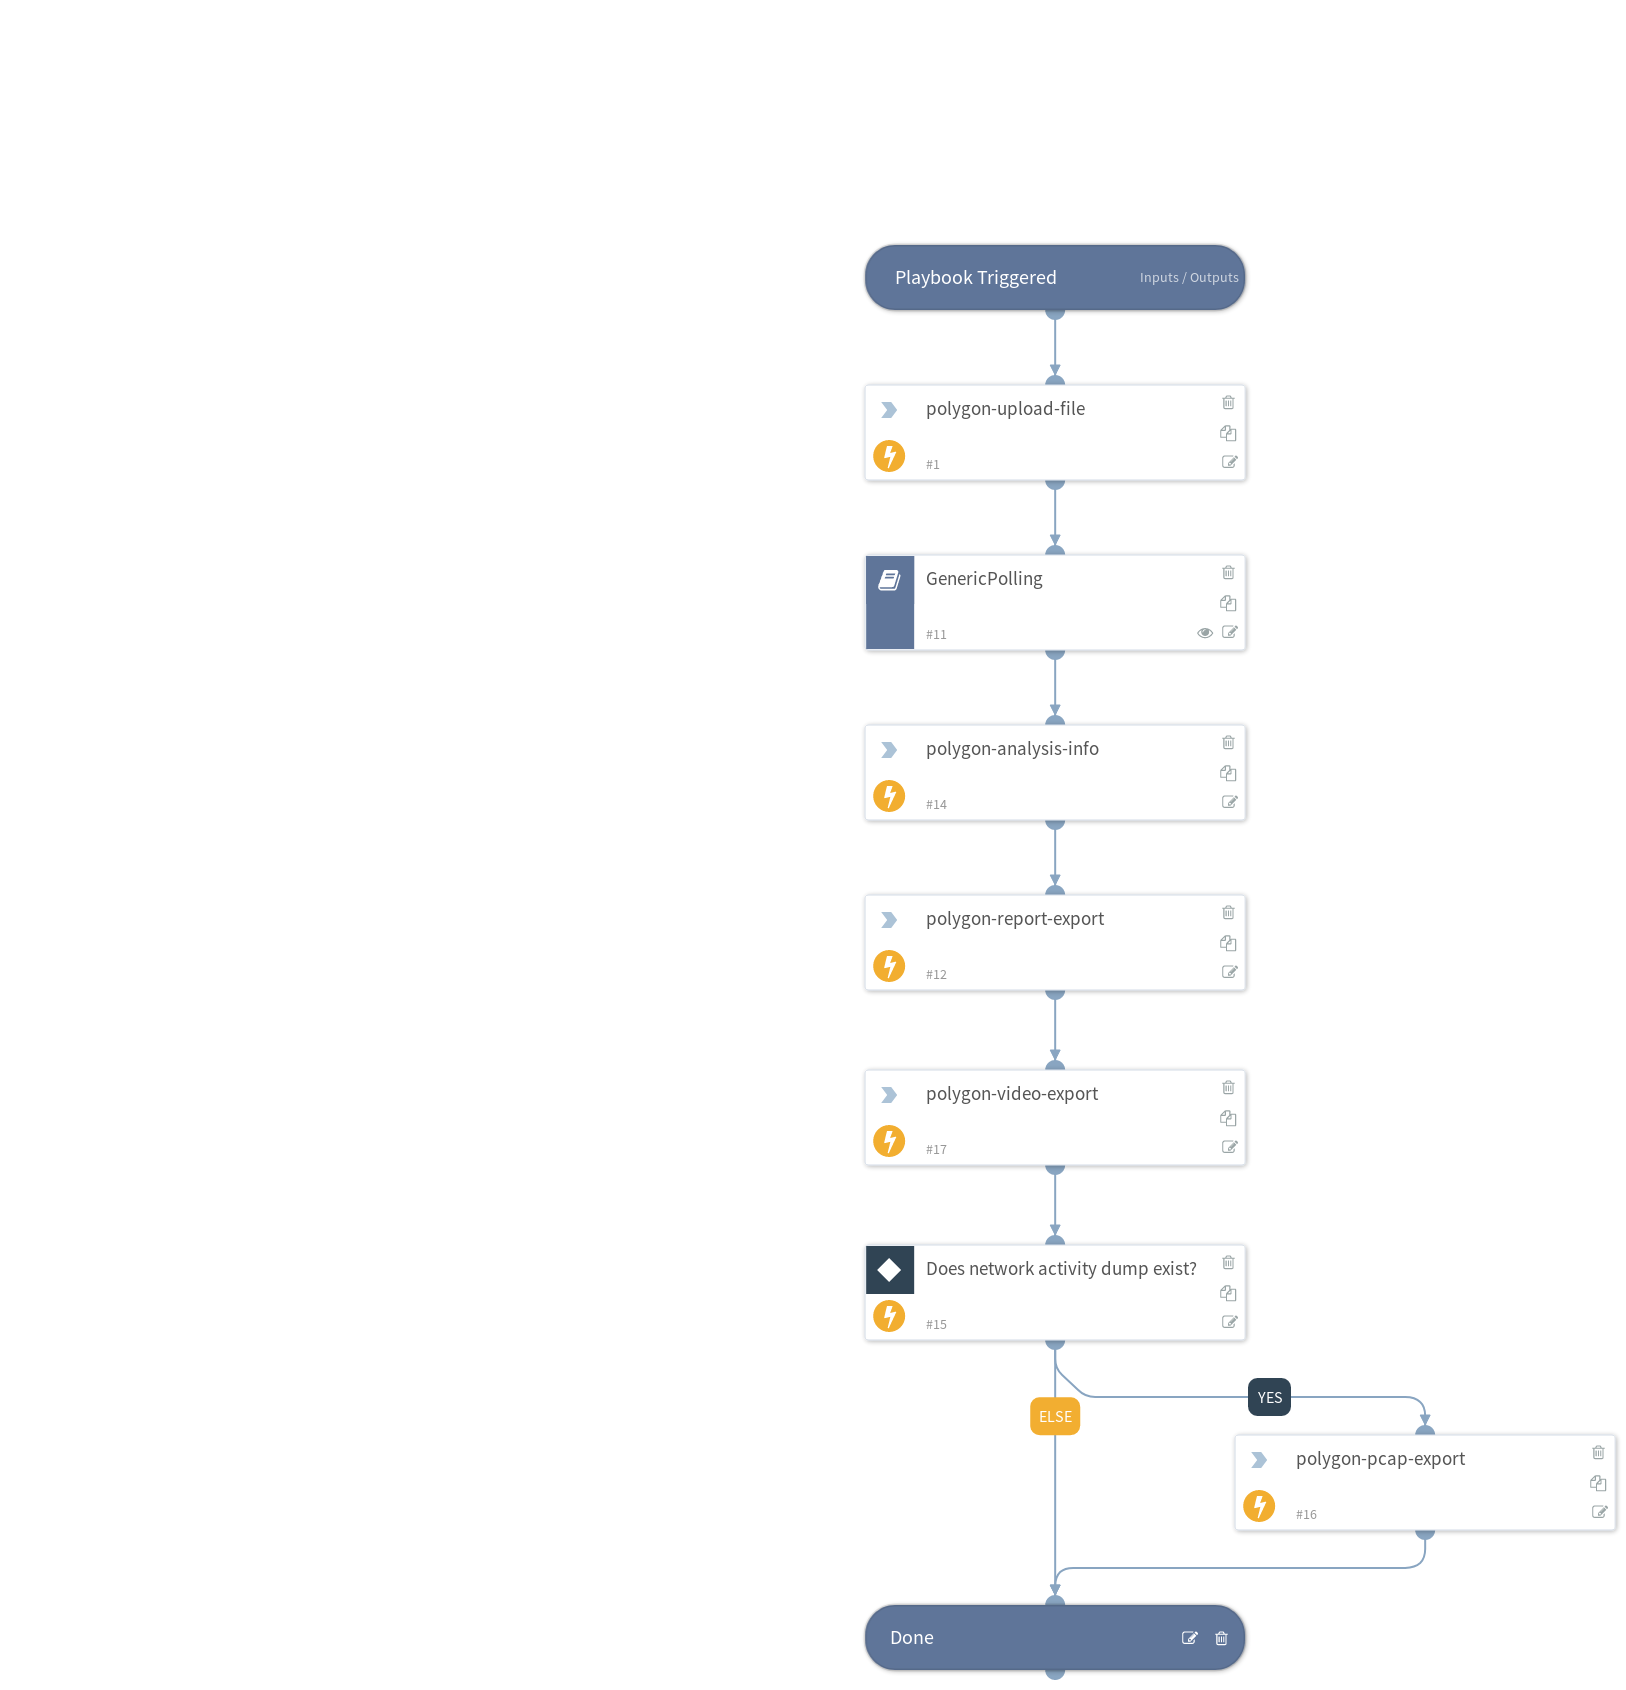 Playbook Triggered Inputs / Outputs
polygon-upload-file
#1
GenericPolling
#11
polygon-analysis-info
#14
polygon-report-export
#12
polygon-video-export
#17
Does network activity dump exist?
#15
YES
ELSE
polygon-pcap-export
#16
Done